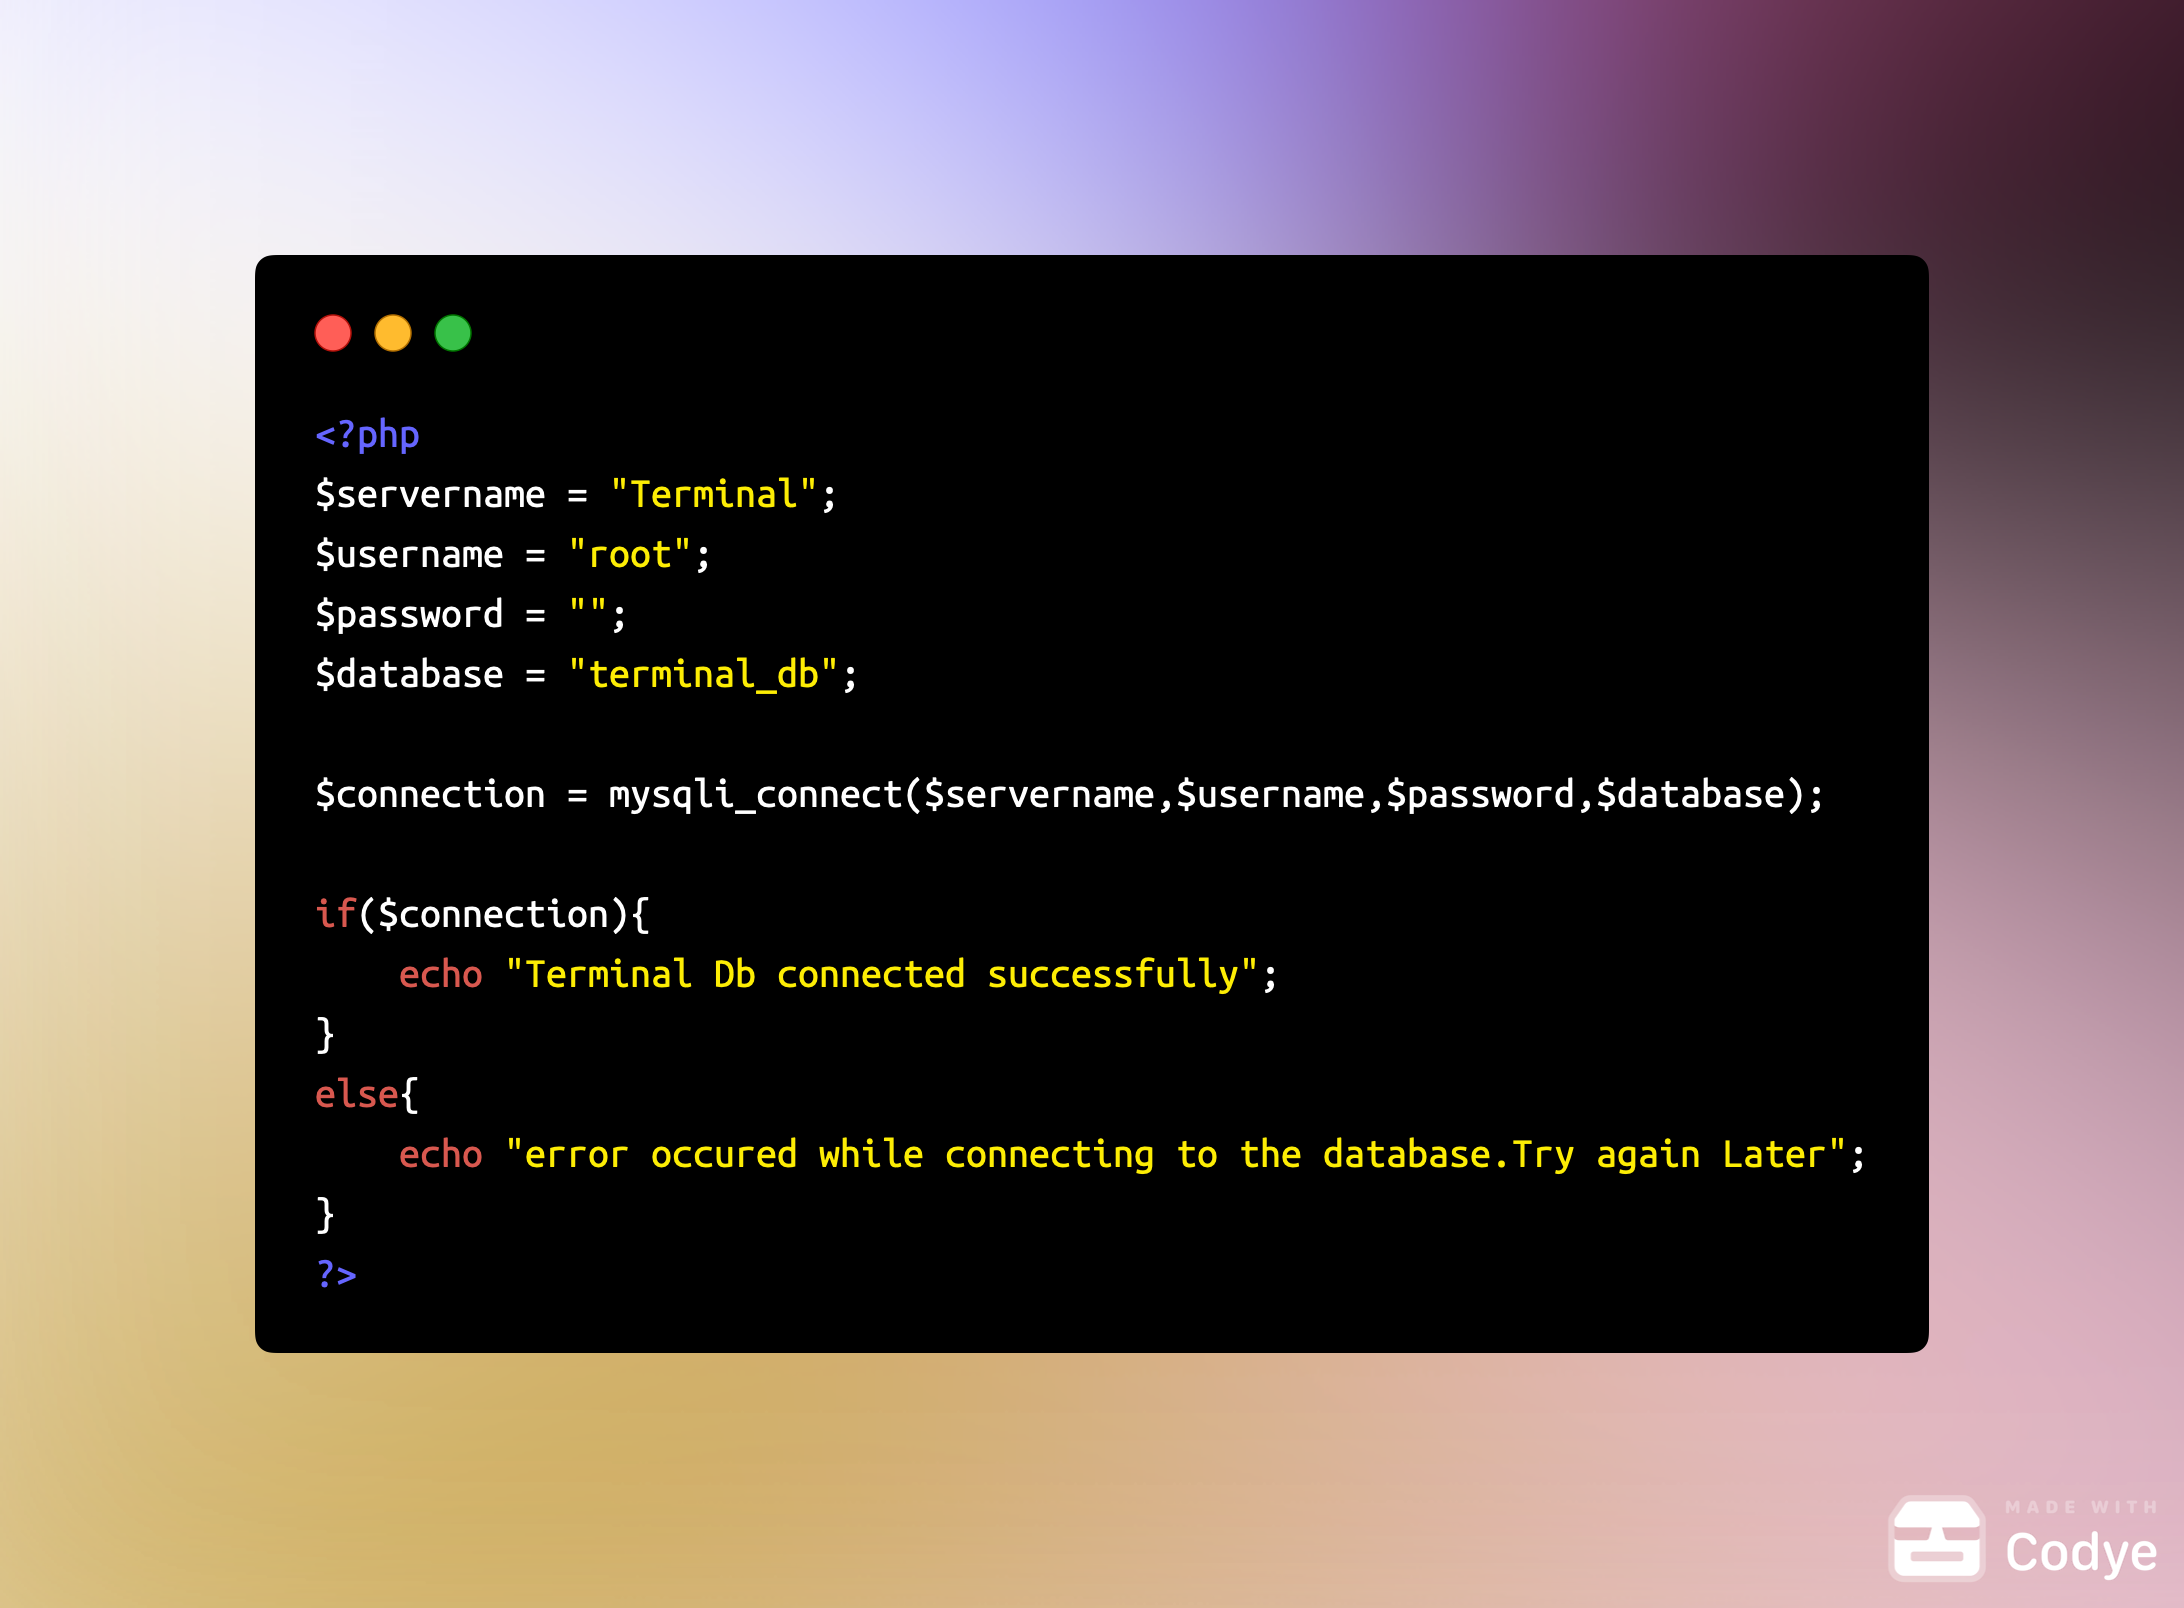 <?php
$servername = "Terminal";
$username = "root";
$password = "";
$database = "terminal_db";
$connection = mysqli_connect($servername,$username,$password,$database);
if($connection){
    echo "Terminal Db connected successfully";
}
else{
    echo "error occured while connecting to the database.Try again Later";
}
?>
MADE WITH
Codye